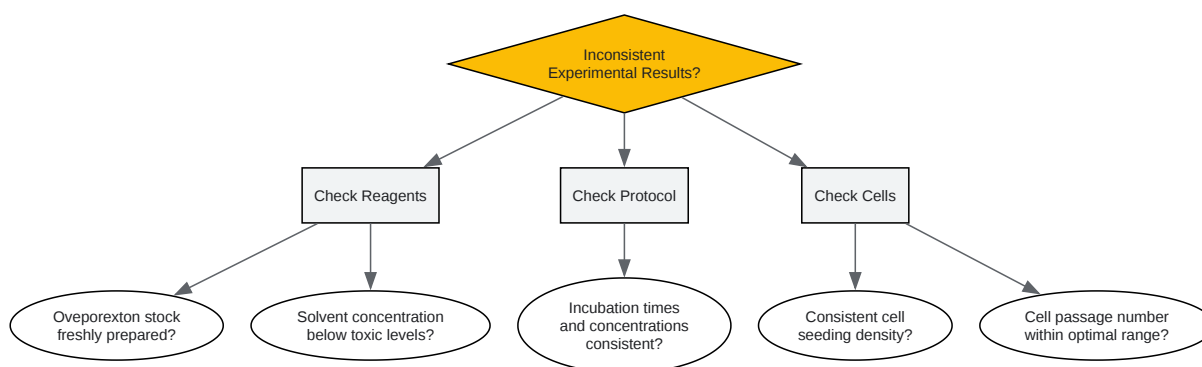 Inconsistent
Experimental Results?
Check Reagents
Check Protocol
Check Cells
Oveporexton stock
freshly prepared?
Solvent concentration
below toxic levels?
Incubation times
and concentrations
consistent?
Consistent cell
seeding density?
Cell passage number
within optimal range?